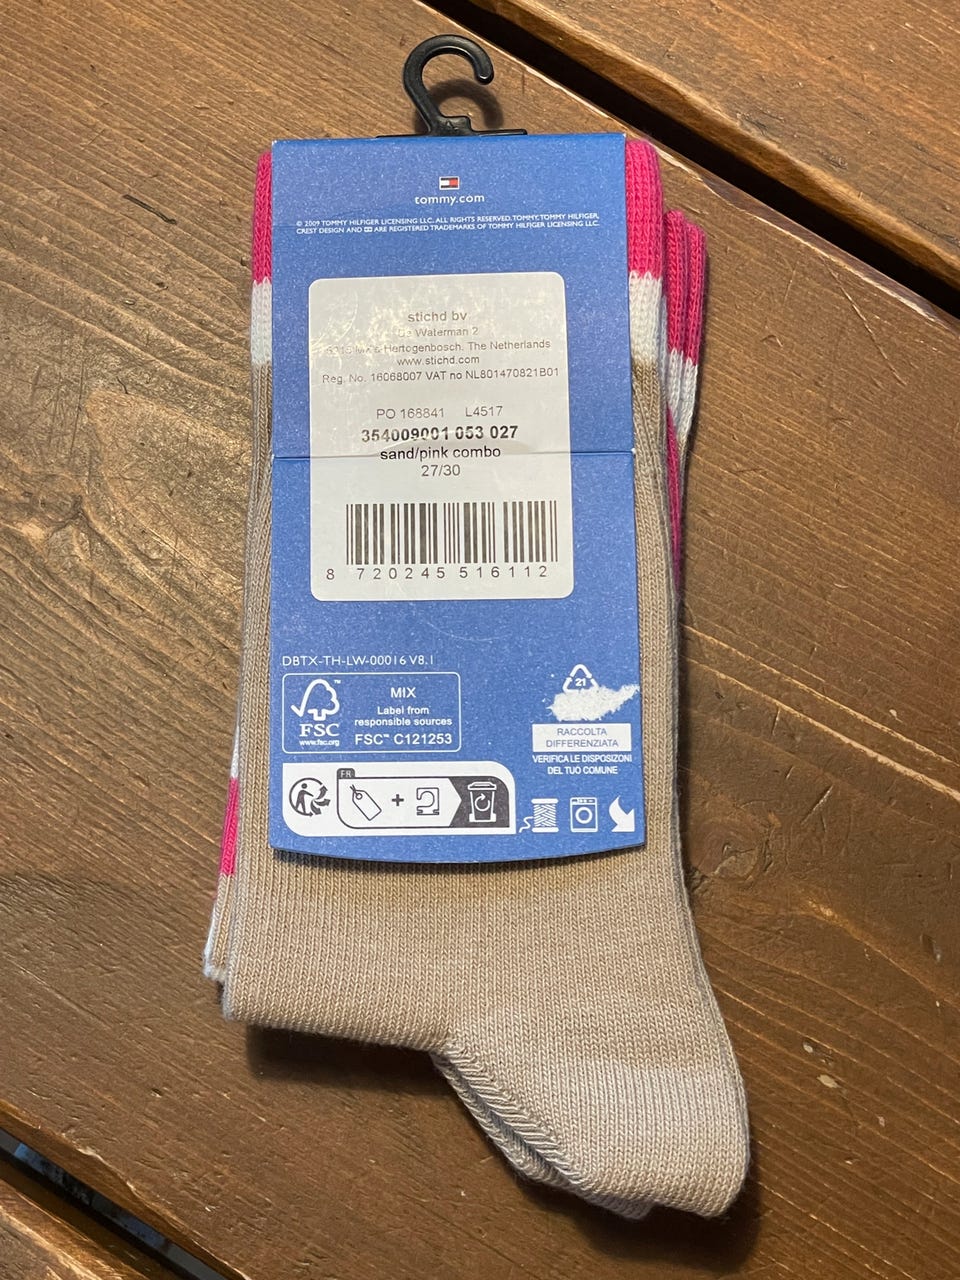 tommy.com
© 2009 TOMMY HILFIGER LICENSING LLC. ALL RIGHTS RESERVED. TOMMY, TOMMY HILFIGER,
CREST DESIGN AND ARE REGISTERED TRADEMARKS OF TOMMY HILFIGER LICENSING LLC.
stichd bv
De Waterman 2
s Hertogenbosch, The Netherlands
www.stichd.com
Reg. No. 16068007 VAT no NL801470821B01
PO 168841 L4517
354009001 053 027
sand/pink combo
27/30
8 720245 516112
DBTX-TH-LW-00016 V8.1
FSC™
www.fsc.org
MIX
Label from
responsible sources
FSC™ C121253
21
RACCOLTA
DIFFERENZIATA
VERIFICA LE DISPOSIZIONI
DEL TUO COMUNE
FR
+